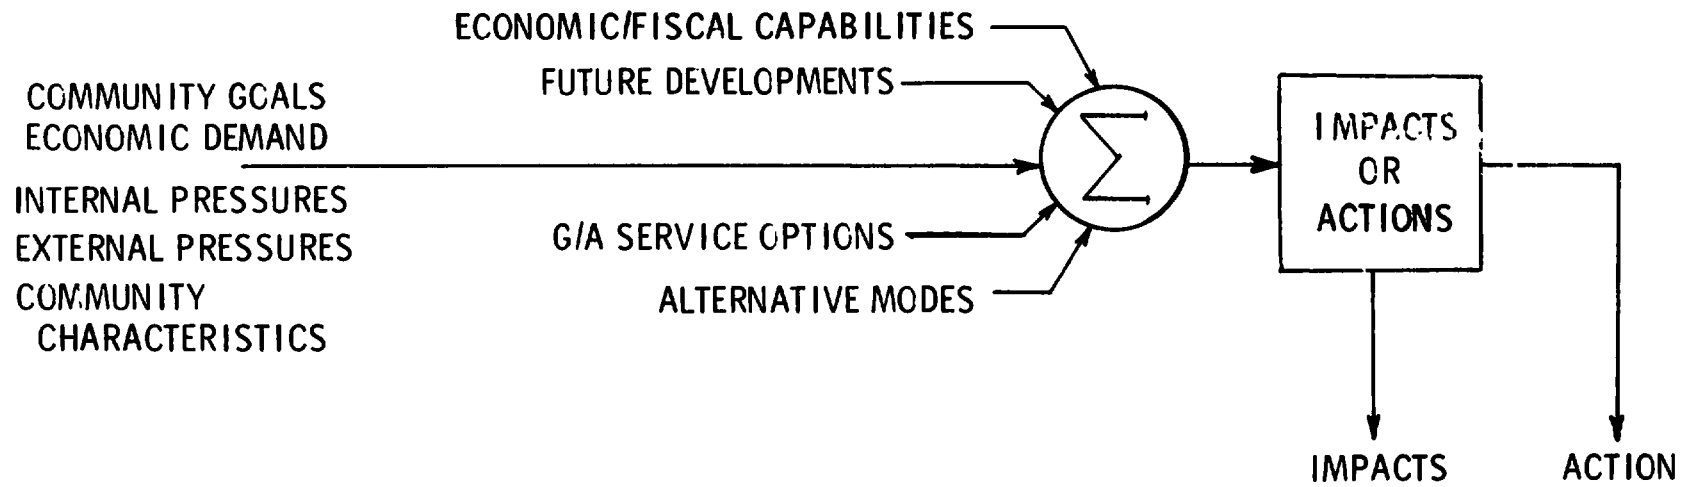 ECONOMIC/FISCAL CAPABILITIES
FUTURE DEVELOPMENTS
COMMUNITY GOALS
ECONOMIC DEMAND
INTERNAL PRESSURES
EXTERNAL PRESSURES
COMMUNITY
CHARACTERISTICS
G/A SERVICE OPTIONS
ALTERNATIVE MODES
Σ
IMPACTS
OR
ACTIONS
IMPACTS
ACTION